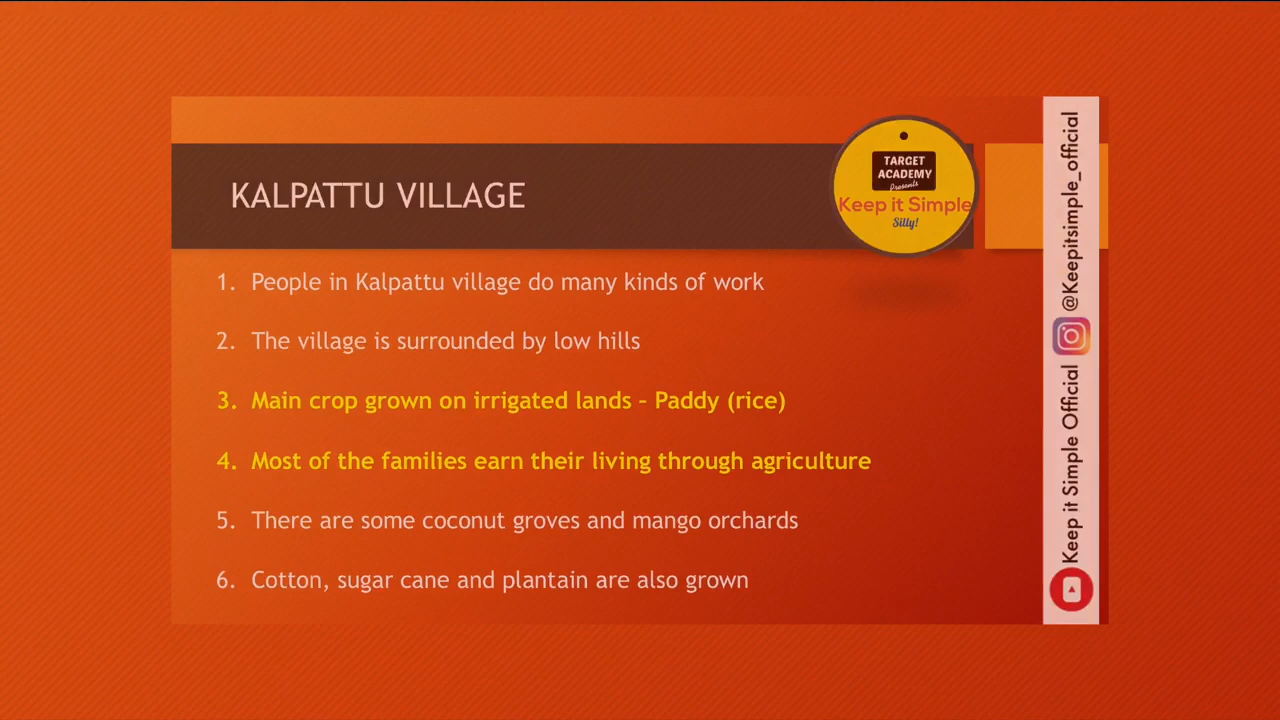 KALPATTU VILLAGE
TARGET
ACADEMY
Presents
Keep it Simple
Silly!
1. People in Kalpattu village do many kinds of work
2. The village is surrounded by low hills
3. Main crop grown on irrigated lands – Paddy (rice)
4. Most of the families earn their living through agriculture
5. There are some coconut groves and mango orchards
6. Cotton, sugar cane and plantain are also grown
Keep it Simple Official @Keepitsimple_official